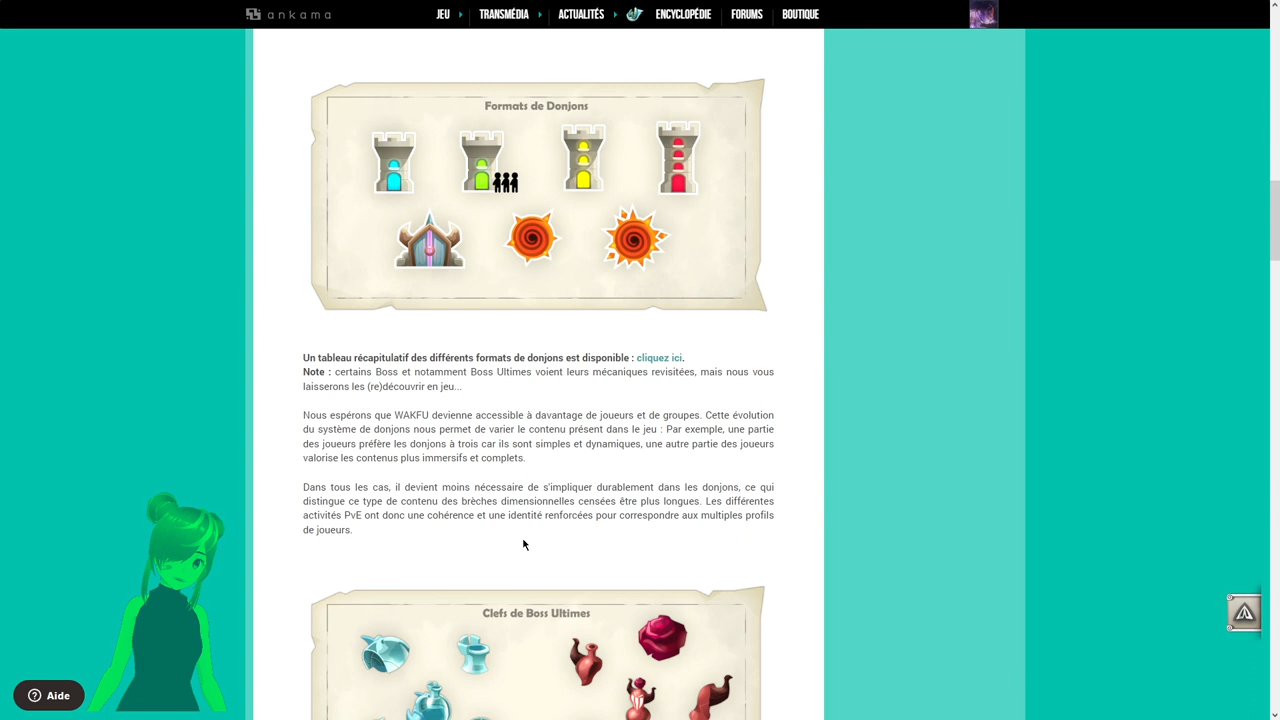 ankama
JEU
TRANSMÉDIA
ACTUALITÉS
ENCYCLOPÉDIE
FORUMS
BOUTIQUE
Formats de Donjons
Un tableau récapitulatif des différents formats de donjons est disponible : cliquez ici.
Note : certains Boss et notamment Boss Ultimes voient leurs mécaniques revisitées, mais nous vous
laisserons les (re)découvrir en jeu...
Nous espérons que WAKFU devienne accessible à davantage de joueurs et de groupes. Cette évolution
du système de donjons nous permet de varier le contenu présent dans le jeu : Par exemple, une partie
des joueurs préfère les donjons à trois car ils sont simples et dynamiques, une autre partie des joueurs
valorise les contenus plus immersifs et complets.
Dans tous les cas, il devient moins nécessaire de s'impliquer durablement dans les donjons, ce qui
distingue ce type de contenu des brèches dimensionnelles censées être plus longues. Les différentes
activités PvE ont donc une cohérence et une identité renforcées pour correspondre aux multiples profils
de joueurs.
Clefs de Boss Ultimes
Aide